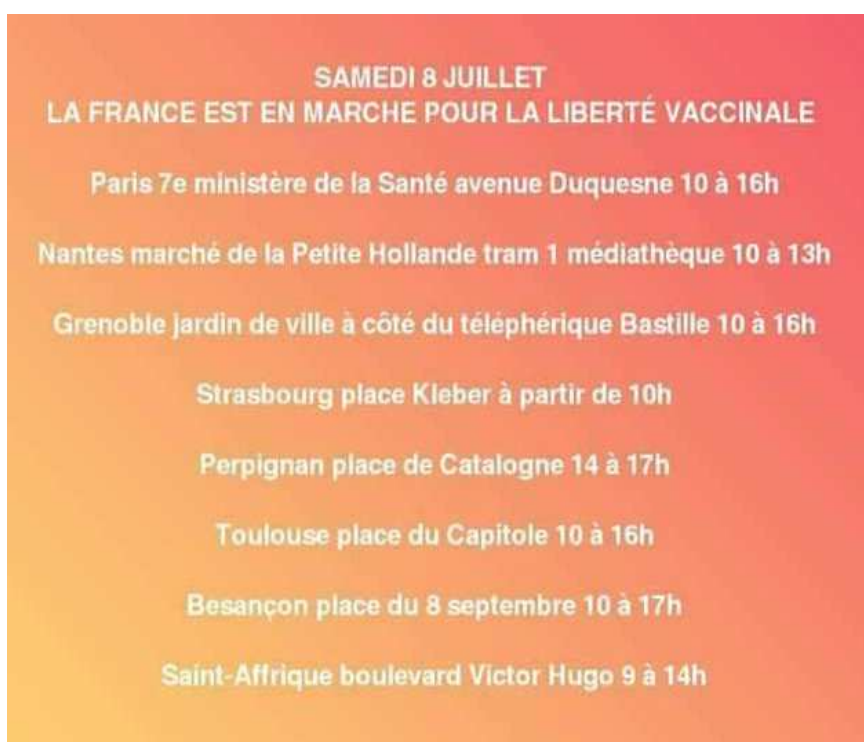 SAMEDI 8 JUILLET
LA FRANCE EST EN MARCHE POUR LA LIBERTÉ VACCINALE
Paris 7e ministère de la Santé avenue Duquesne 10 à 16h
Nantes marché de la Petite Hollande tram 1 médiathèque 10 à 13h
Grenoble jardin de ville à côté du téléphérique Bastille 10 à 16h
Strasbourg place Kleber à partir de 10h
Perpignan place de Catalogne 14 à 17h
Toulouse place du Capitole 10 à 16h
Besançon place du 8 septembre 10 à 17h
Saint-Affrique boulevard Victor Hugo 9 à 14h